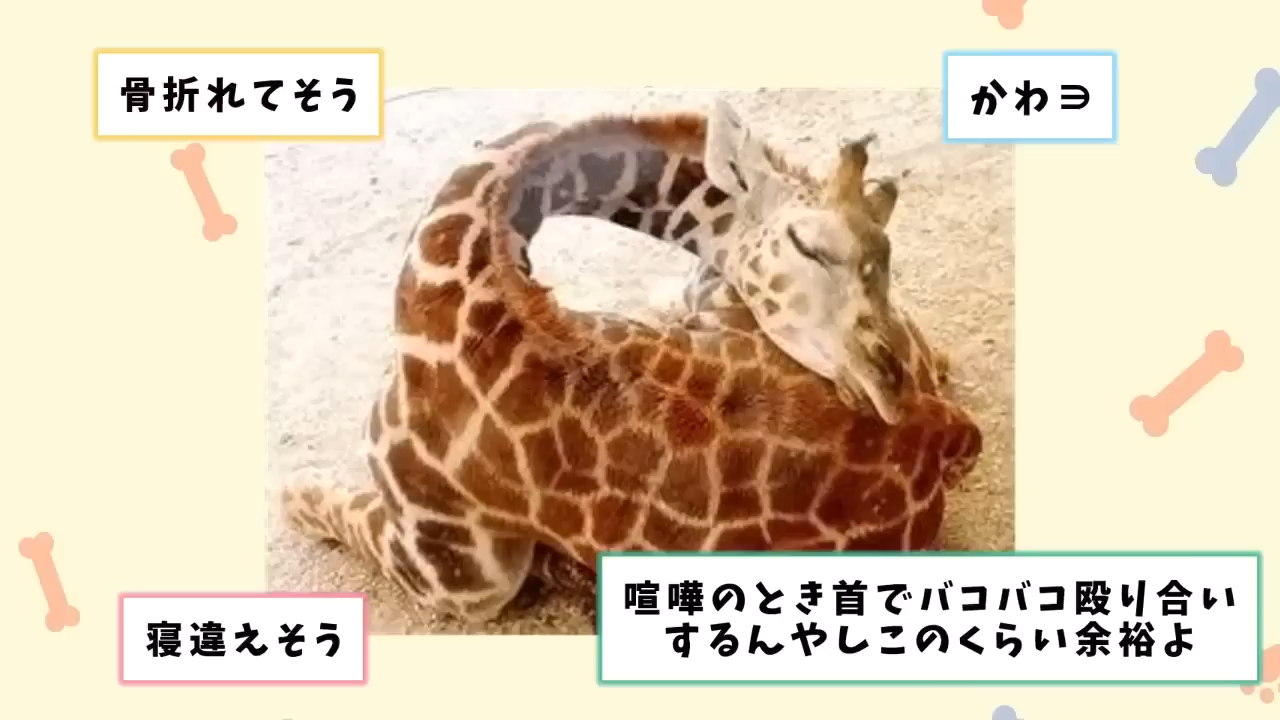 骨折れてそう
かわ∋
寝違えそう
喧嘩のとき首でバコバコ殴り合い
するんやしこのくらい余裕よ